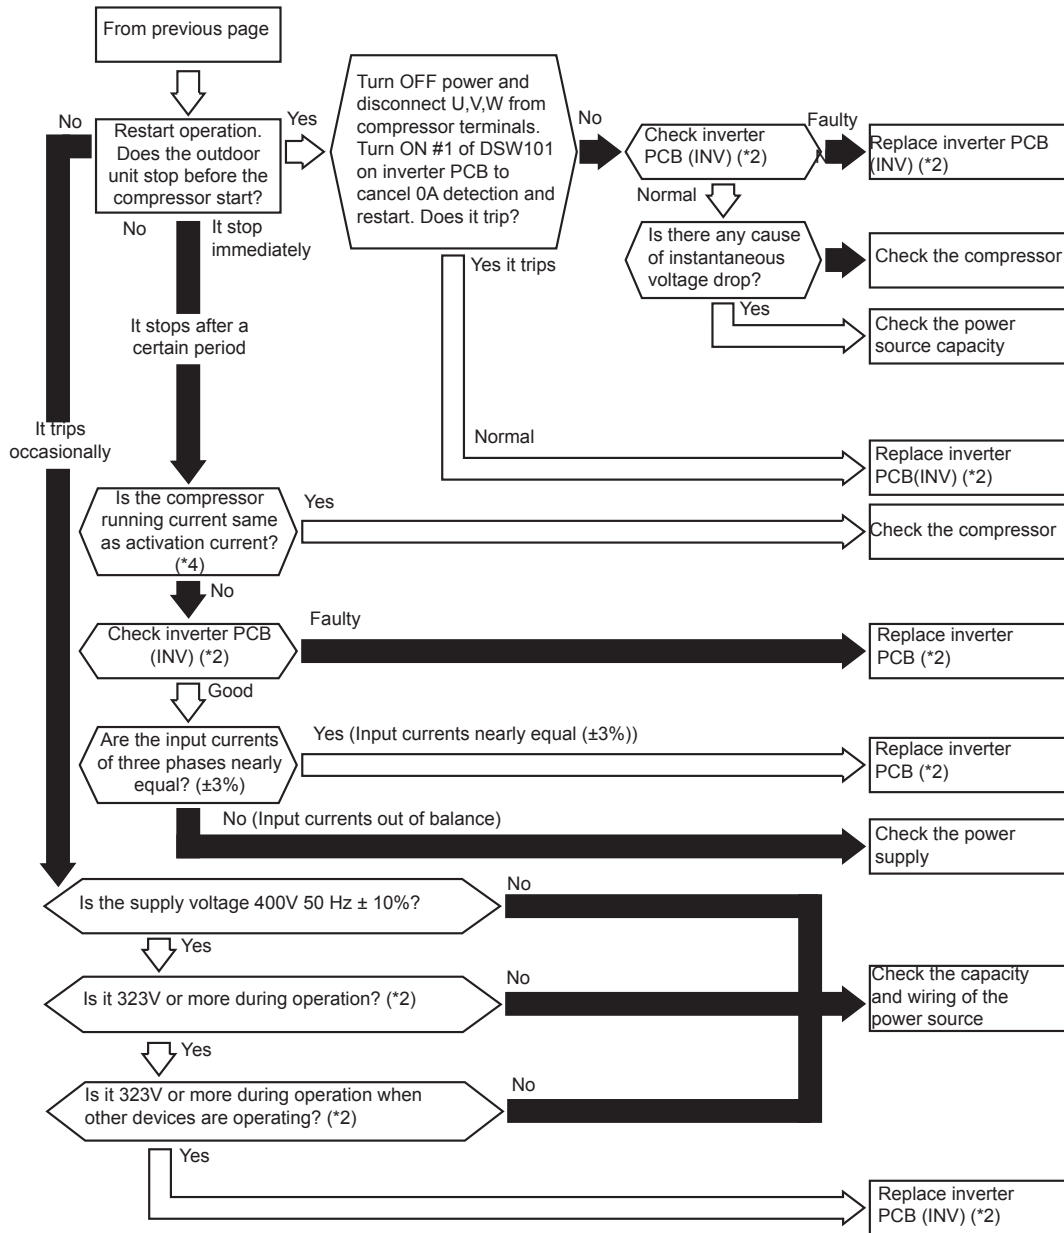 From previous page
No
Restart operation.
Does the outdoor
unit stop before the
compressor start?
Yes
Turn OFF power and
disconnect U,V,W from
compressor terminals.
Turn ON #1 of DSW101
on inverter PCB to
cancel 0A detection and
restart. Does it trip?
No
Check inverter
PCB (INV) (*2)
Faulty
Replace inverter PCB
(INV) (*2)
Normal
Is there any cause
of instantaneous
voltage drop?
Check the compressor
Yes
Check the power
source capacity
No
It stop
immediately
Yes it trips
It stops after a
certain period
It trips
occasionally
Normal
Replace inverter
PCB(INV) (*2)
Is the compressor
running current same
as activation current?
(*4)
Yes
Check the compressor
No
Check inverter PCB
(INV) (*2)
Faulty
Replace inverter
PCB (*2)
Good
Are the input currents
of three phases nearly
equal? (±3%)
Yes (Input currents nearly equal (±3%))
Replace inverter
PCB (*2)
No (Input currents out of balance)
Check the power
supply
Is the supply voltage 400V 50 Hz ± 10%?
No
Yes
Is it 323V or more during operation? (*2)
No
Check the capacity
and wiring of the
power source
Yes
Is it 323V or more during operation when
other devices are operating? (*2)
No
Yes
Replace inverter
PCB (INV) (*2)